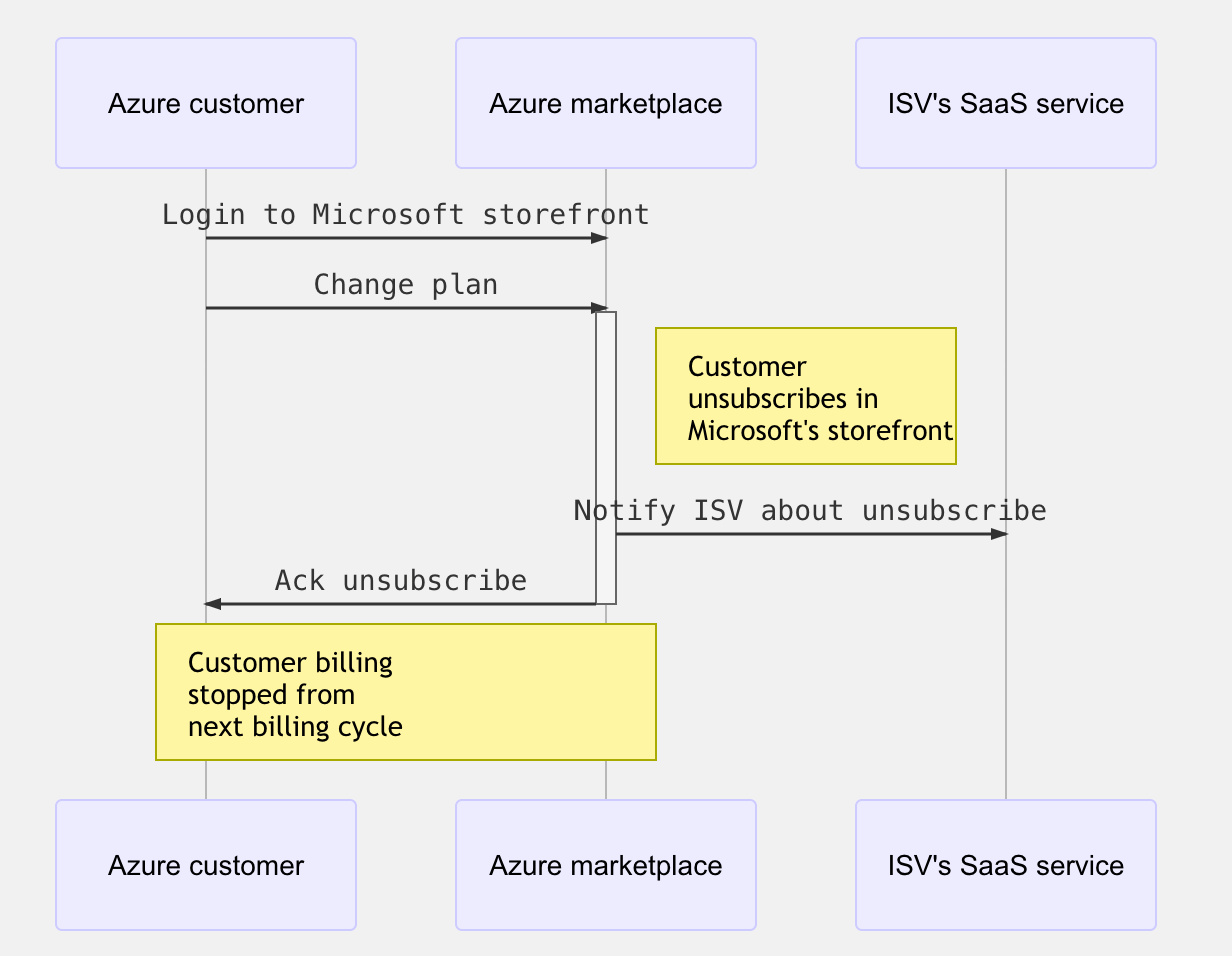 Azure customer
Azure marketplace
ISV's SaaS service
Login to Microsoft storefront
Change plan
Customer
unsubscribes in
Microsoft's storefront
Notify ISV about unsubscribe
Ack unsubscribe
Customer billing
stopped from
next billing cycle
Azure customer
Azure marketplace
ISV's SaaS service